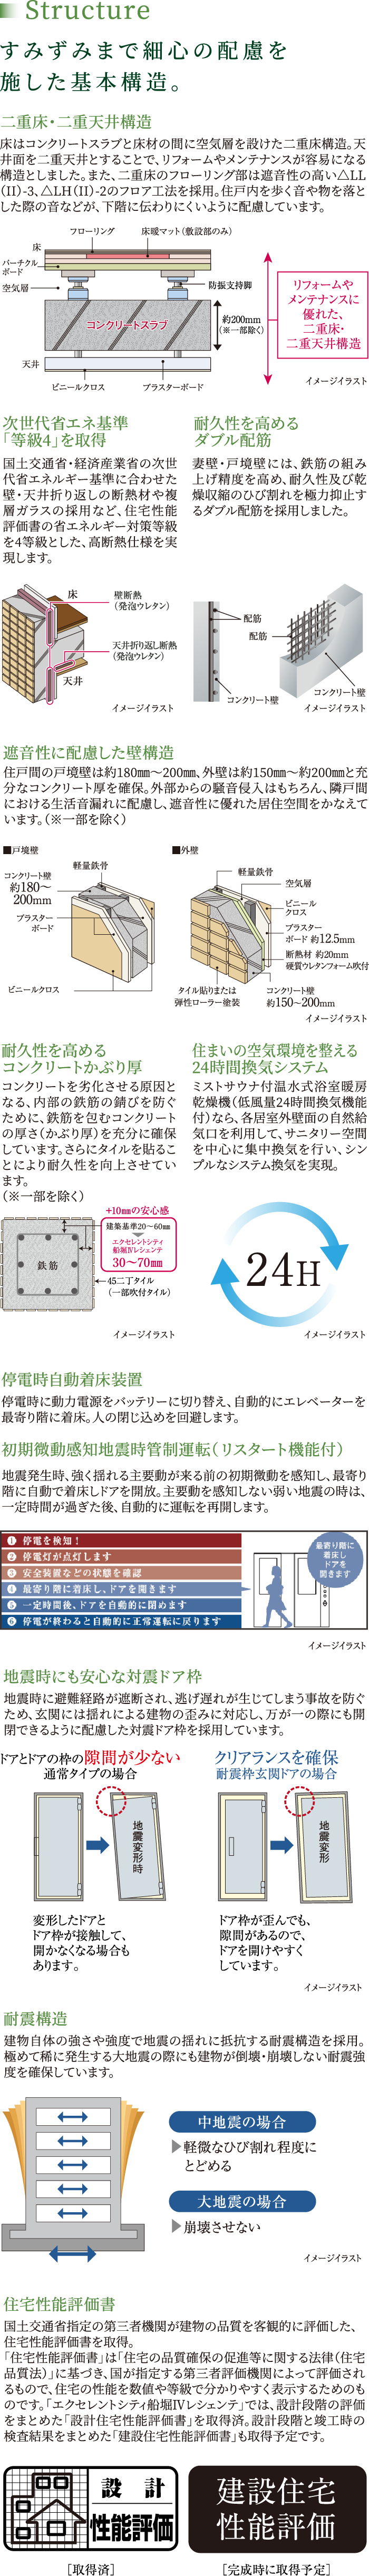 Structure
すみずみまで細心の配慮を
施した基本構造。
二重床・二重天井構造
床はコンクリートスラブと床材の間に空気層を設けた二重床構造。天
井面を二重天井とすることで、リフォームやメンテナンスが容易になる
構造としました。また、二重床のフローリング部は遮音性の高い△LL
(II)-3、△LH(II)-2のフロア工法を採用。住戸内を歩く音や物を落と
した際の音などが、下階に伝わりにくいように配慮しています。
フローリング
床暖マット(敷設部のみ)
床
パーチクル
ボード
空気層
防振支持脚
コンクリートスラブ
約200mm
(※一部除く)
天井
ビニールクロス
プラスターボード
リフォームや
メンテナンスに
優れた、
二重床・
二重天井構造
イメージイラスト
次世代省エネ基準
「等級4」を取得
国土交通省・経済産業省の次世
代省エネルギー基準に合わせた
壁・天井折り返しの断熱材や複
層ガラスの採用など、住宅性能
評価書の省エネルギー対策等級
を4等級とした、高断熱仕様を実
現します。
床
壁断熱
(発泡ウレタン)
天井折り返し断熱
(発泡ウレタン)
天井
イメージイラスト
耐久性を高める
ダブル配筋
妻壁・戸境壁には、鉄筋の組み
上げ精度を高め、耐久性及び乾
燥収縮のひび割れを極力抑止す
るダブル配筋を採用しました。
配筋
配筋
コンクリート壁
コンクリート壁
イメージイラスト
遮音性に配慮した壁構造
住戸間の戸境壁は約180㎜〜200㎜、外壁は約150㎜〜約200㎜と充
分なコンクリート厚を確保。外部からの騒音侵入はもちろん、隣戸間
における生活音漏れに配慮し、遮音性に優れた居住空間をかなえて
います。(※一部を除く)
■戸境壁
軽量鉄骨
コンクリート壁
約180〜
200mm
プラスター
ボード
ビニールクロス
■外壁
軽量鉄骨
空気層
ビニール
クロス
プラスター
ボード 約12.5mm
断熱材 約20mm
硬質ウレタンフォーム吹付
タイル貼りまたは
弾性ローラー塗装
コンクリート壁
約150〜200mm
イメージイラスト
耐久性を高める
コンクリートかぶり厚
コンクリートを劣化させる原因と
なる、内部の鉄筋の錆びを防ぐ
ために、鉄筋を包むコンクリート
の厚さ(かぶり厚)を充分に確保
しています。さらにタイルを貼るこ
とにより耐久性を向上させてい
ます。
(※一部を除く)
+10㎜の安心感
建築基準20〜60㎜
エクセレントシティ
船堀Ⅳレシェンテ
30〜70㎜
鉄筋
45二丁タイル
(一部吹付タイル)
イメージイラスト
住まいの空気環境を整える
24時間換気システム
ミストサウナ付温水式浴室暖房
乾燥機(低風量24時間換気機能
付)なら、各居室外壁面の自然給
気口を利用して、サニタリー空間
を中心に集中換気を行い、シン
プルなシステム換気を実現。
24H
イメージイラスト
停電時自動着床装置
停電時に動力電源をバッテリーに切り替え、自動的にエレベーターを
最寄り階に着床。人の閉じ込めを回避します。
初期微動感知地震時管制運転(リスタート機能付)
地震発生時、強く揺れる主要動が来る前の初期微動を感知し、最寄り
階に自動で着床しドアを開放。主要動を感知しない弱い地震の時は、
一定時間が過ぎた後、自動的に運転を再開します。
❶ 停電を検知!
❷ 停電灯が点灯します
❸ 安全装置などの状態を確認
❹ 最寄り階に着床し、ドアを開きます
❺ 一定時間後、ドアを自動的に閉めます
❻ 停電が終わると自動的に正常運転に戻ります
最寄り階に
着床し
ドアを
開きます
イメージイラスト
地震時にも安心な対震ドア枠
地震時に避難経路が遮断され、逃げ遅れが生じてしまう事故を防ぐ
ため、玄関には揺れによる建物の歪みに対応し、万が一の際にも開
閉できるように配慮した対震ドア枠を採用しています。
ドアとドアの枠の隙間が少ない
通常タイプの場合
地震変形時
変形したドアと
ドア枠が接触して、
開かなくなる場合も
あります。
クリアランスを確保
耐震枠玄関ドアの場合
地震変形
ドア枠が歪んでも、
隙間があるので、
ドアを開けやすく
しています。
イメージイラスト
耐震構造
建物自体の強さや強度で地震の揺れに抵抗する耐震構造を採用。
極めて稀に発生する大地震の際にも建物が倒壊・崩壊しない耐震強
度を確保しています。
中地震の場合
▶軽微なひび割れ程度に
とどめる
大地震の場合
▶崩壊させない
イメージイラスト
住宅性能評価書
国土交通省指定の第三者機関が建物の品質を客観的に評価した、
住宅性能評価書を取得。
「住宅性能評価書」は「住宅の品質確保の促進等に関する法律(住宅
品質法)」に基づき、国が指定する第三者評価機関によって評価され
るもので、住宅の性能を数値や等級で分かりやすく表示するためのも
のです。「エクセレントシティ船堀Ⅳレシェンテ」では、設計段階の評価
をまとめた「設計住宅性能評価書」を取得済。設計段階と竣工時の
検査結果をまとめた「建設住宅性能評価書」も取得予定です。
設計
性能評価
[取得済]
建設住宅
性能評価
[完成時に取得予定]